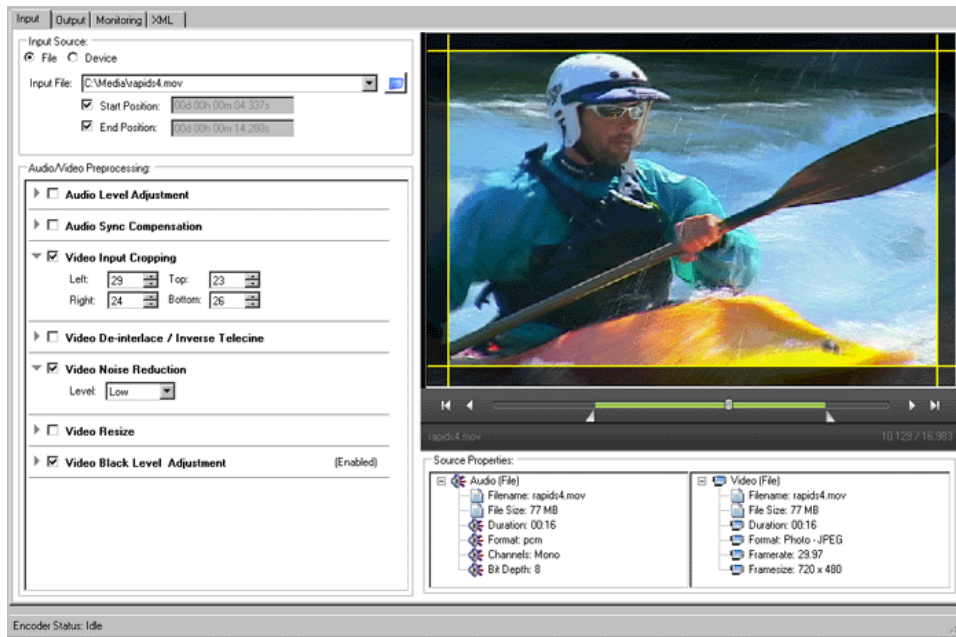 Input Output Monitoring XML
Input Source:
File Device
Input File: C:\Media\rapids4.mov
Start Position: 00d 00h 00m 04.337s
End Position: 00d 00h 00m 14.280s
Audio/Video Preprocessing:
Audio Level Adjustment
Audio Sync Compensation
Video Input Cropping
Left: 29 Top: 23
Right: 24 Bottom: 26
Video De-interlace / Inverse Telecine
Video Noise Reduction
Level: Low
Video Resize
Video Black Level Adjustment (Enabled)
rapids4.mov 10.129 / 16.983
Source Properties:
Audio (File)
Filename: rapids4.mov
File Size: 77 MB
Duration: 00:16
Format: pcm
Channels: Mono
Bit Depth: 8
Video (File)
Filename: rapids4.mov
File Size: 77 MB
Duration: 00:16
Format: Photo - JPEG
Framerate: 29.97
Framesize: 720 x 480
Encoder Status: Idle